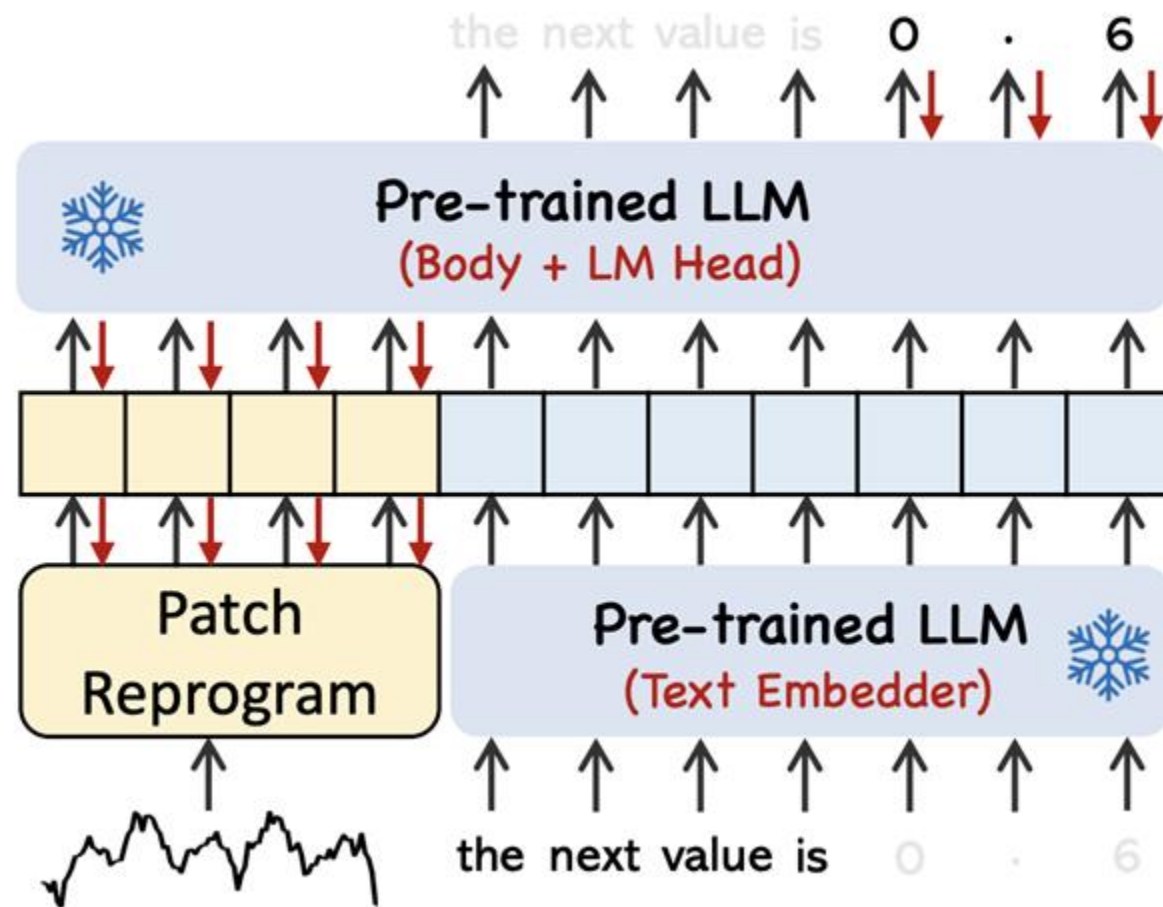 the next value is 0 . 6
Pre-trained LLM
(Body + LM Head)
Patch
Reprogram
Pre-trained LLM
(Text Embedder)
the next value is 0 . 6